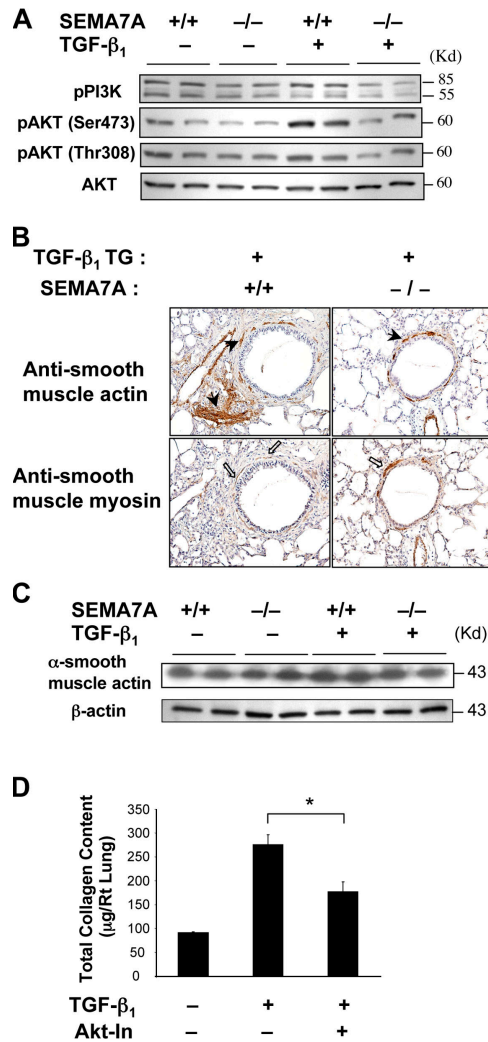 A
SEMA7A +/+ –/– +/+ –/–
TGF-β1 – – + +
(Kd)
pPI3K 85
55
pAKT (Ser473) 60
pAKT (Thr308) 60
AKT 60
B
TGF-β1 TG : + +
SEMA7A : +/+ – / –
Anti-smooth
muscle actin
Anti-smooth
muscle myosin
C
SEMA7A +/+ –/– +/+ –/–
TGF-β1 – – + + (Kd)
α-smooth
muscle actin 43
β-actin 43
D
Total Collagen Content
(μg/Rt Lung)
350
300
250
200
150
100
50
0
*
TGF-β1 – + +
Akt-In – – +